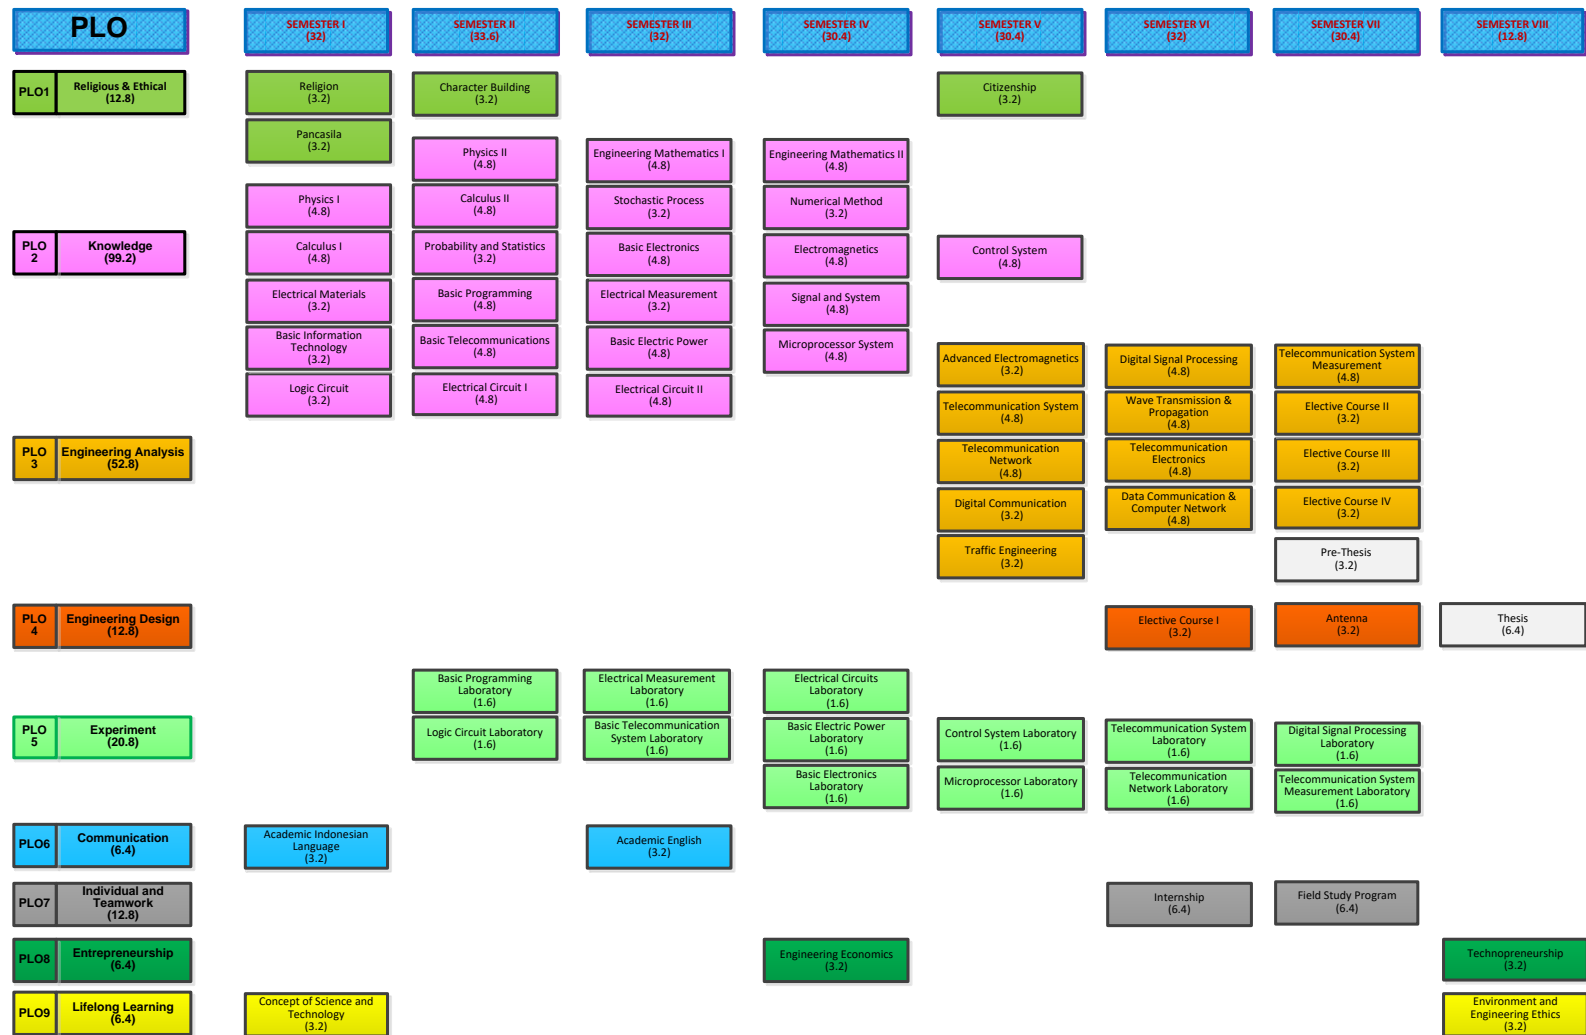 PLO
SEMESTER I
(32)
SEMESTER II
(33.6)
SEMESTER III
(32)
SEMESTER IV
(30.4)
SEMESTER V
(30.4)
SEMESTER VI
(32)
SEMESTER VII
(30.4)
SEMESTER VIII
(12.8)
PLO1
Religious & Ethical
(12.8)
Religion
(3.2)
Character Building
(3.2)
Citizenship
(3.2)
Pancasila
(3.2)
Physics II
(4.8)
Engineering Mathematics I
(4.8)
Engineering Mathematics II
(4.8)
Physics I
(4.8)
Calculus II
(4.8)
Stochastic Process
(3.2)
Numerical Method
(3.2)
PLO
2
Knowledge
(99.2)
Calculus I
(4.8)
Probability and Statistics
(3.2)
Basic Electronics
(4.8)
Electromagnetics
(4.8)
Control System
(4.8)
Electrical Materials
(3.2)
Basic Programming
(4.8)
Electrical Measurement
(3.2)
Signal and System
(4.8)
Basic Information
Technology
(3.2)
Basic Telecommunications
(4.8)
Basic Electric Power
(4.8)
Microprocessor System
(4.8)
Advanced Electromagnetics
(3.2)
Digital Signal Processing
(4.8)
Telecommunication System
Measurement
(4.8)
Logic Circuit
(3.2)
Electrical Circuit I
(4.8)
Electrical Circuit II
(4.8)
Telecommunication System
(4.8)
Wave Transmission &
Propagation
(4.8)
Elective Course II
(3.2)
PLO
3
Engineering Analysis
(52.8)
Telecommunication
Network
(4.8)
Telecommunication
Electronics
(4.8)
Elective Course III
(3.2)
Digital Communication
(3.2)
Data Communication &
Computer Network
(4.8)
Elective Course IV
(3.2)
Traffic Engineering
(3.2)
Pre-Thesis
(3.2)
PLO
4
Engineering Design
(12.8)
Elective Course I
(3.2)
Antenna
(3.2)
Thesis
(6.4)
Basic Programming
Laboratory
(1.6)
Electrical Measurement
Laboratory
(1.6)
Electrical Circuits
Laboratory
(1.6)
PLO
5
Experiment
(20.8)
Logic Circuit Laboratory
(1.6)
Basic Telecommunication
System Laboratory
(1.6)
Basic Electric Power
Laboratory
(1.6)
Control System Laboratory
(1.6)
Telecommunication System
Laboratory
(1.6)
Digital Signal Processing
Laboratory
(1.6)
Basic Electronics
Laboratory
(1.6)
Microprocessor Laboratory
(1.6)
Telecommunication
Network Laboratory
(1.6)
Telecommunication System
Measurement Laboratory
(1.6)
PLO6
Communication
(6.4)
Academic Indonesian
Language
(3.2)
Academic English
(3.2)
PLO7
Individual and
Teamwork
(12.8)
Internship
(6.4)
Field Study Program
(6.4)
PLO8
Entrepreneurship
(6.4)
Engineering Economics
(3.2)
Technopreneurship
(3.2)
PLO9
Lifelong Learning
(6.4)
Concept of Science and
Technology
(3.2)
Environment and
Engineering Ethics
(3.2)